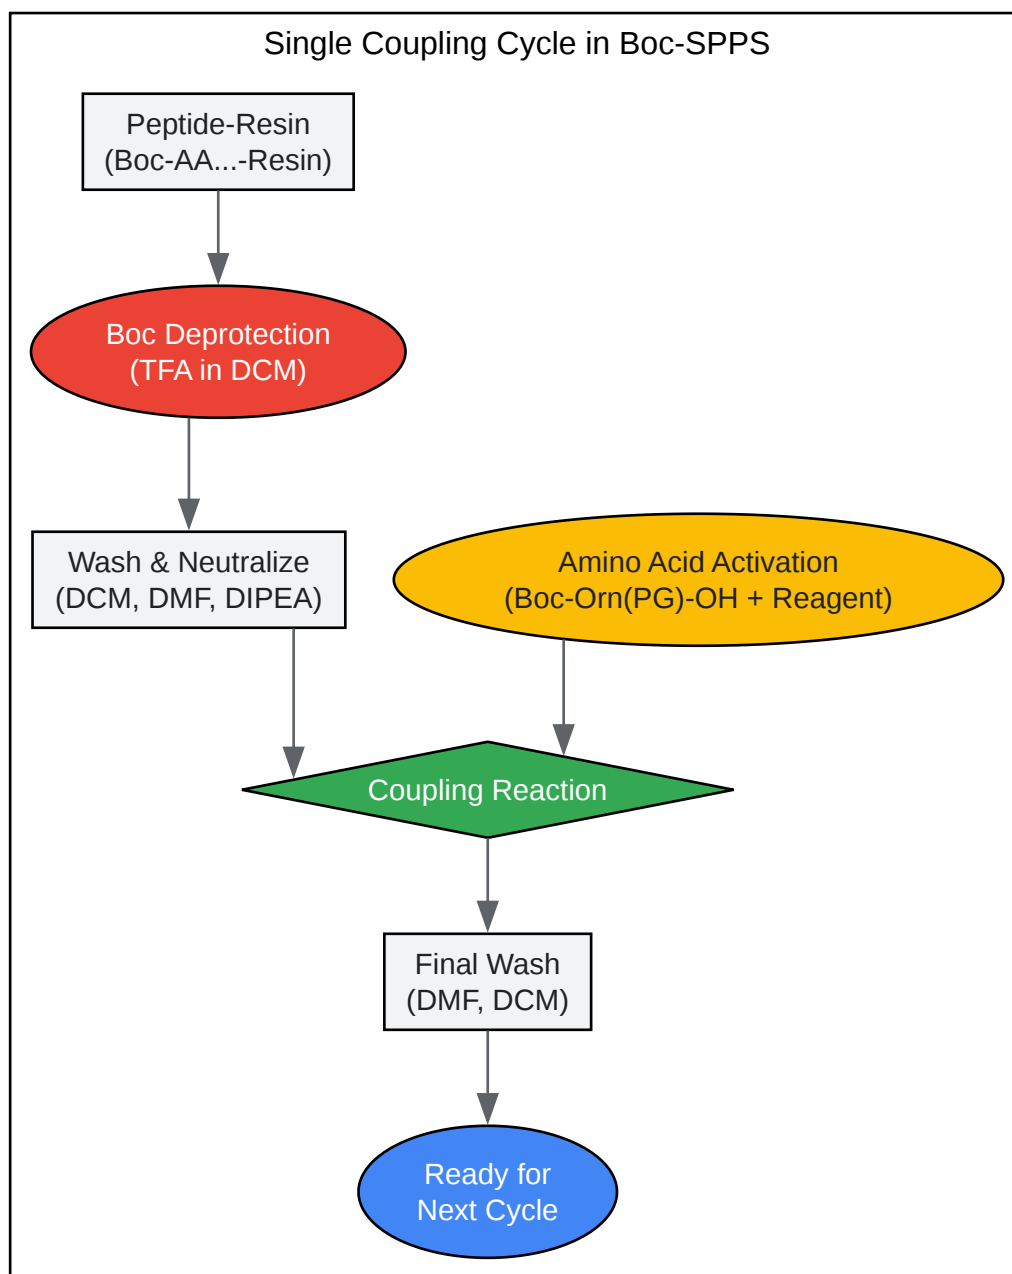 Single Coupling Cycle in Boc-SPPS
Peptide-Resin
(Boc-AA...-Resin)
Boc Deprotection
(TFA in DCM)
Wash & Neutralize
(DCM, DMF, DIPEA)
Amino Acid Activation
(Boc-Orn(PG)-OH + Reagent)
Coupling Reaction
Final Wash
(DMF, DCM)
Ready for
Next Cycle